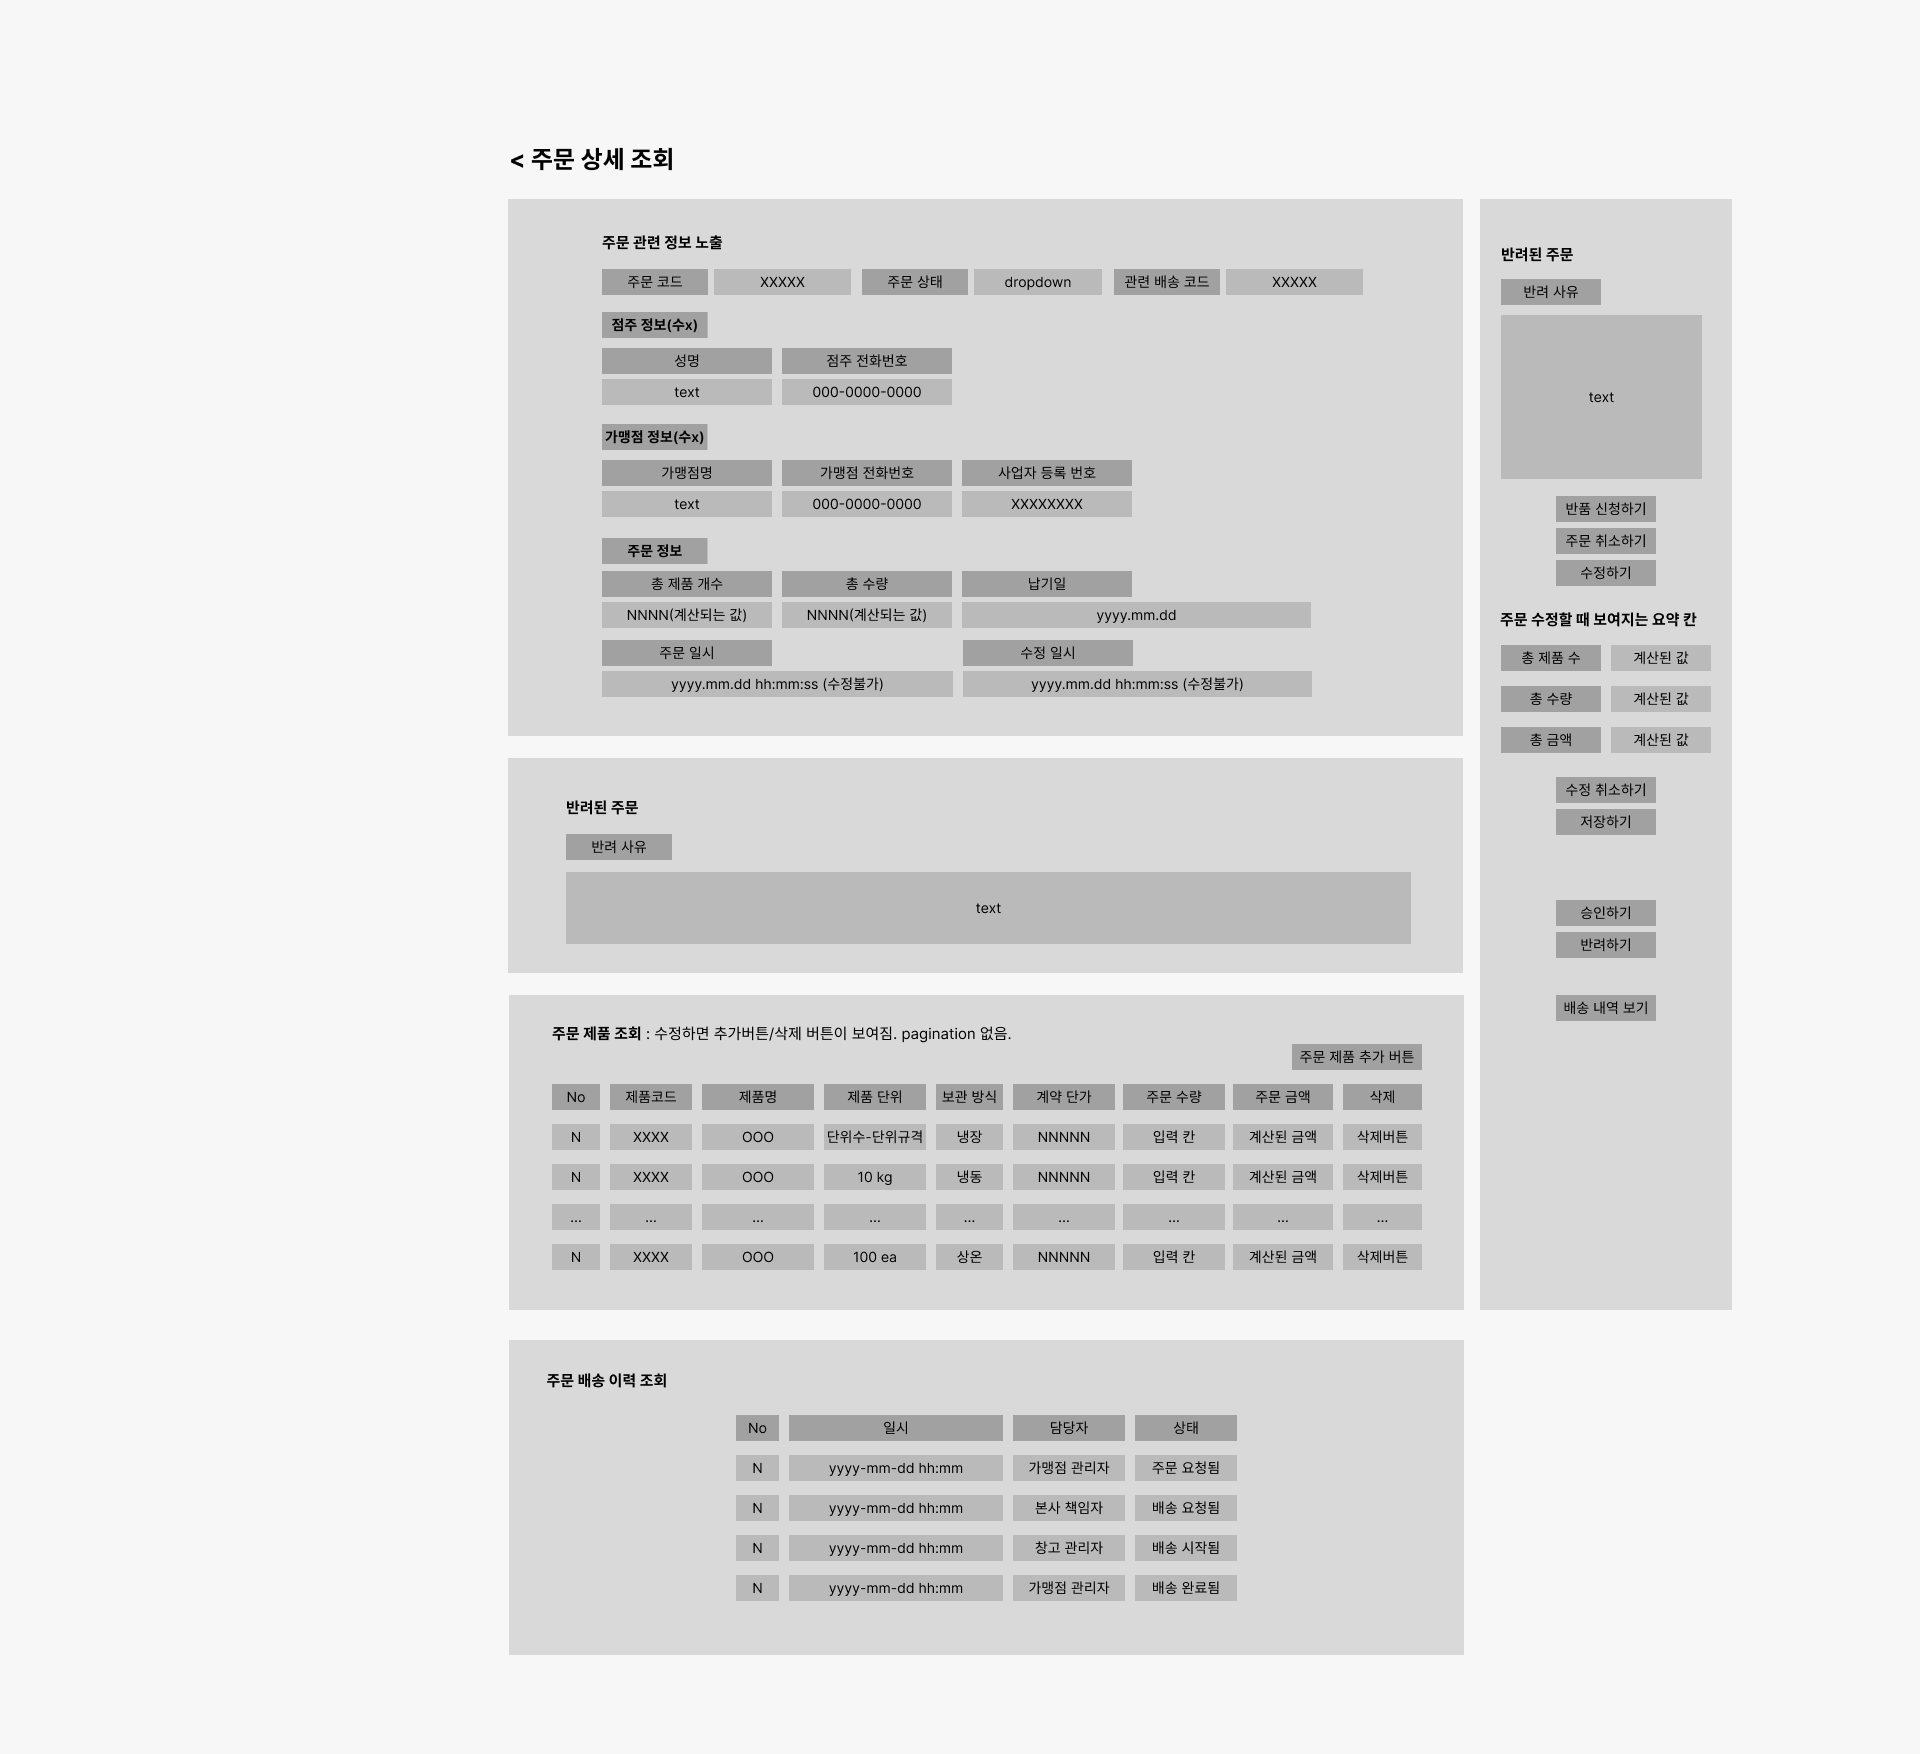 < 주문 상세 조회
주문 관련 정보 노출
주문 코드 XXXXX 주문 상태 dropdown 관련 배송 코드 XXXXX
점주 정보(수x)
성명 점주 전화번호
text 000-0000-0000
가맹점 정보(수x)
가맹점명 가맹점 전화번호 사업자 등록 번호
text 000-0000-0000 XXXXXXXX
주문 정보
총 제품 개수 총 수량 납기일
NNNN(계산되는 값) NNNN(계산되는 값) yyyy.mm.dd
주문 일시 수정 일시
yyyy.mm.dd hh:mm:ss (수정불가) yyyy.mm.dd hh:mm:ss (수정불가)
반려된 주문
반려 사유
text
주문 제품 조회 : 수정하면 추가버튼/삭제 버튼이 보여짐. pagination 없음.
주문 제품 추가 버튼
No 제품코드 제품명 제품 단위 보관 방식 계약 단가 주문 수량 주문 금액 삭제
N XXXX OOO 단위수-단위규격 냉장 NNNNN 입력 칸 계산된 금액 삭제버튼
N XXXX OOO 10 kg 냉동 NNNNN 입력 칸 계산된 금액 삭제버튼
... ... ... ... ... ... ... ... ...
N XXXX OOO 100 ea 상온 NNNNN 입력 칸 계산된 금액 삭제버튼
주문 배송 이력 조회
No 일시 담당자 상태
N yyyy-mm-dd hh:mm 가맹점 관리자 주문 요청됨
N yyyy-mm-dd hh:mm 본사 책임자 배송 요청됨
N yyyy-mm-dd hh:mm 창고 관리자 배송 시작됨
N yyyy-mm-dd hh:mm 가맹점 관리자 배송 완료됨
반려된 주문
반려 사유
text
반품 신청하기
주문 취소하기
수정하기
주문 수정할 때 보여지는 요약 칸
총 제품 수 계산된 값
총 수량 계산된 값
총 금액 계산된 값
수정 취소하기
저장하기
승인하기
반려하기
배송 내역 보기